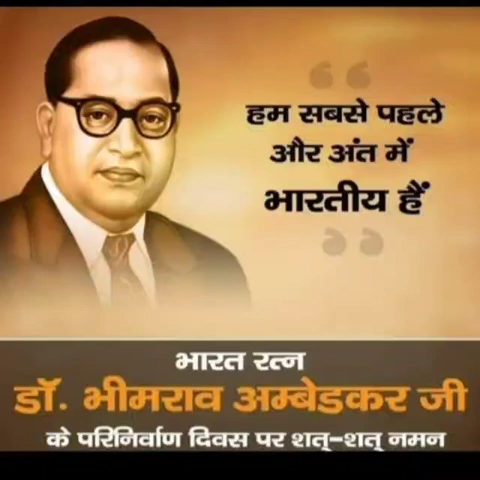 हम सबसे पहले
और अंत में
भारतीय हैं
भारत रत्न
डॉ. भीमराव अम्बेडकर जी
के परिनिर्वाण दिवस पर शत्-शत् नमन